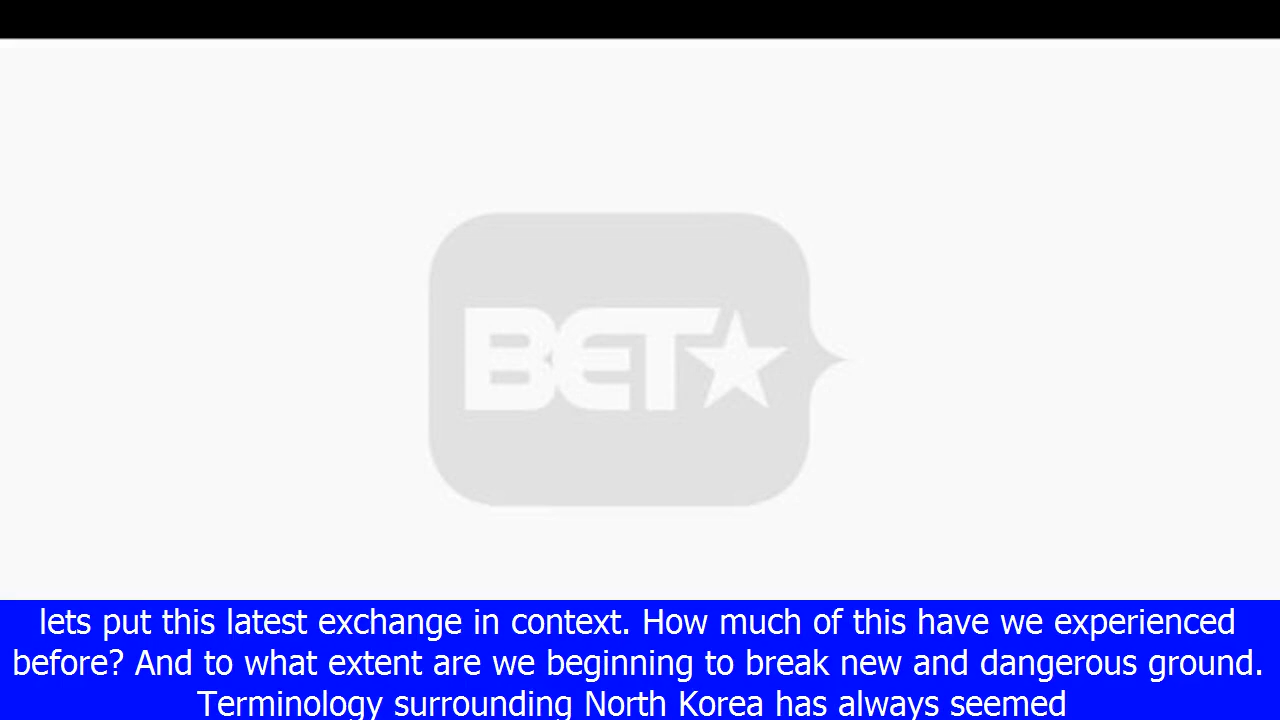 BET
lets put this latest exchange in context. How much of this have we experienced
before? And to what extent are we beginning to break new and dangerous ground.
Terminology surrounding North Korea has always seemed